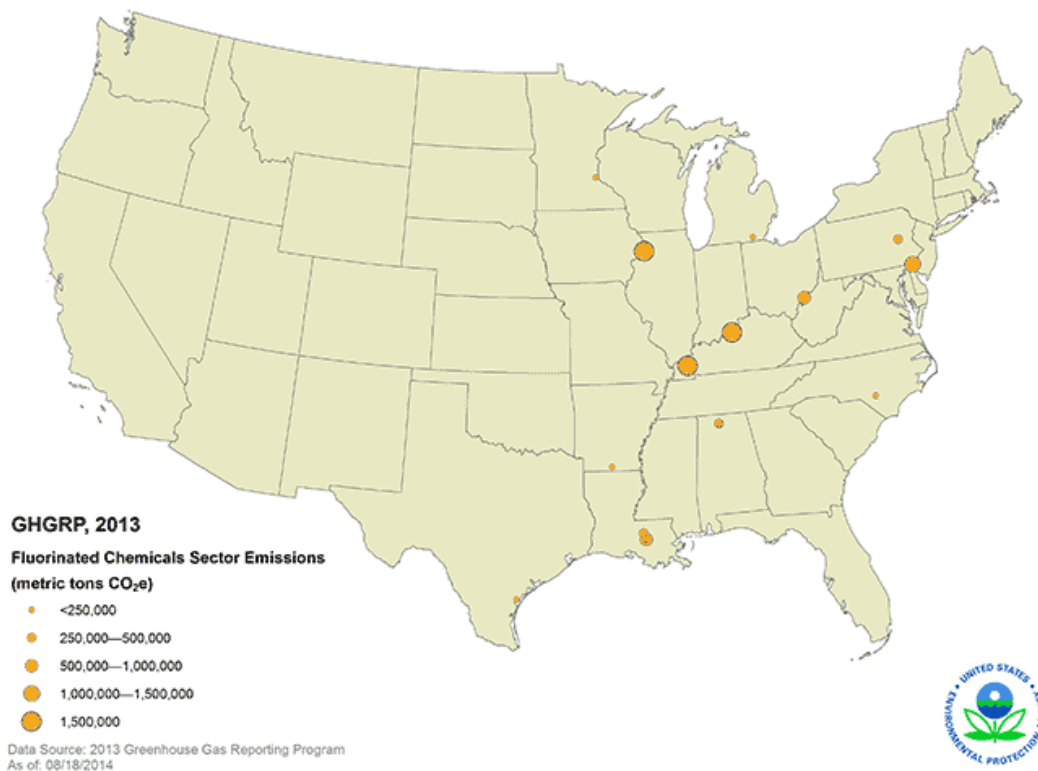 GHGRP, 2013
Fluorinated Chemicals Sector Emissions
(metric tons CO₂e)
<250,000
250,000—500,000
500,000—1,000,000
1,000,000—1,500,000
1,500,000
Data Source: 2013 Greenhouse Gas Reporting Program
As of: 08/18/2014
UNITED STATES
ENVIRONMENTAL PROTECTION